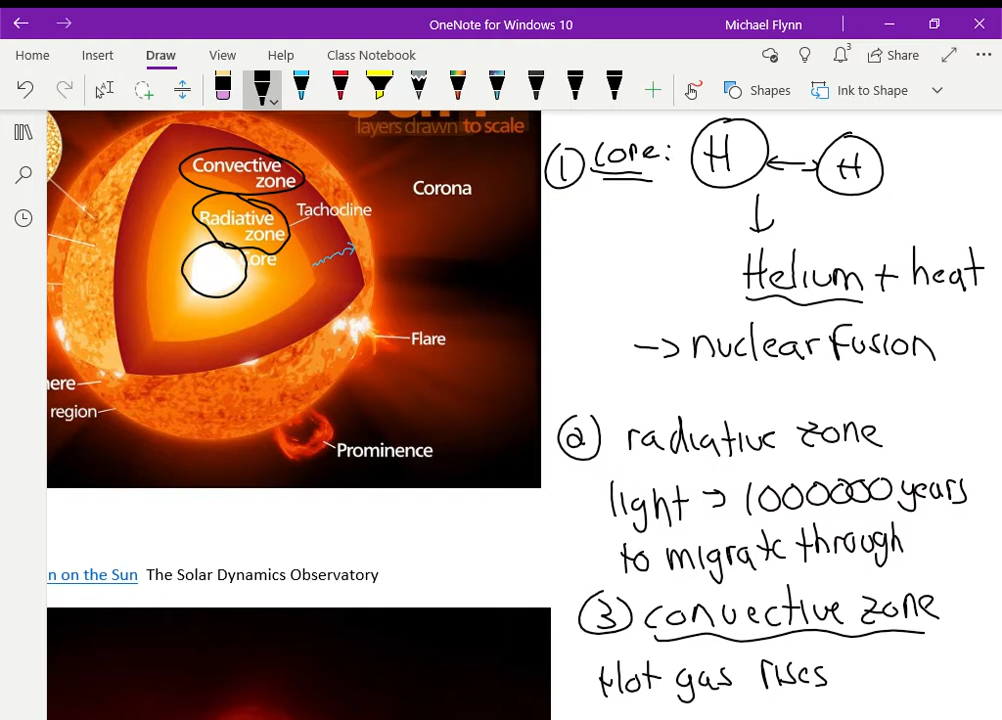 OneNote for Windows 10
Michael Flynn
Home Insert Draw View Help Class Notebook
3 Share
Shapes Ink to Shape
layers drawn to scale
Convective
zone
Corona
Radiative
zone
Tachocline
ore
Flare
ere
region
Prominence
n on the Sun The Solar Dynamics Observatory
① core: H ↔ H
↓
Helium + heat
→ nuclear fusion
② radiative zone
light → 1000000 years
to migrate through
③ convective zone
Hot gas rises